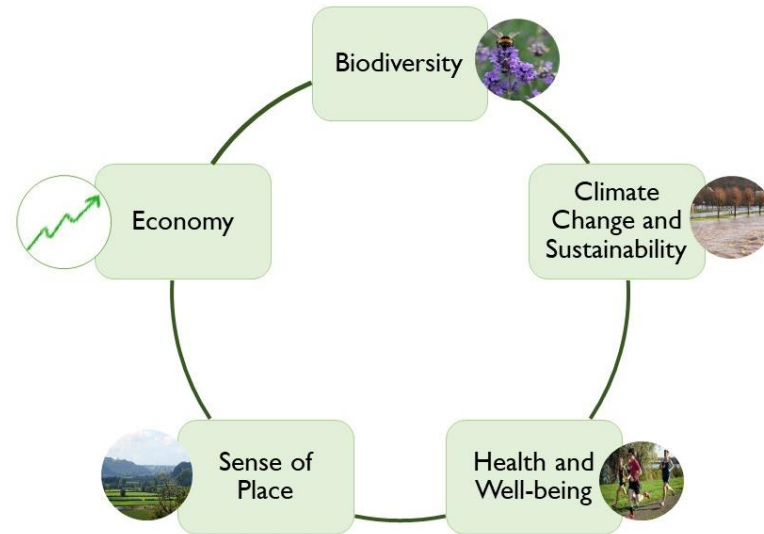 Biodiversity
Climate
Change and
Sustainability
Health and
Well-being
Sense of
Place
Economy